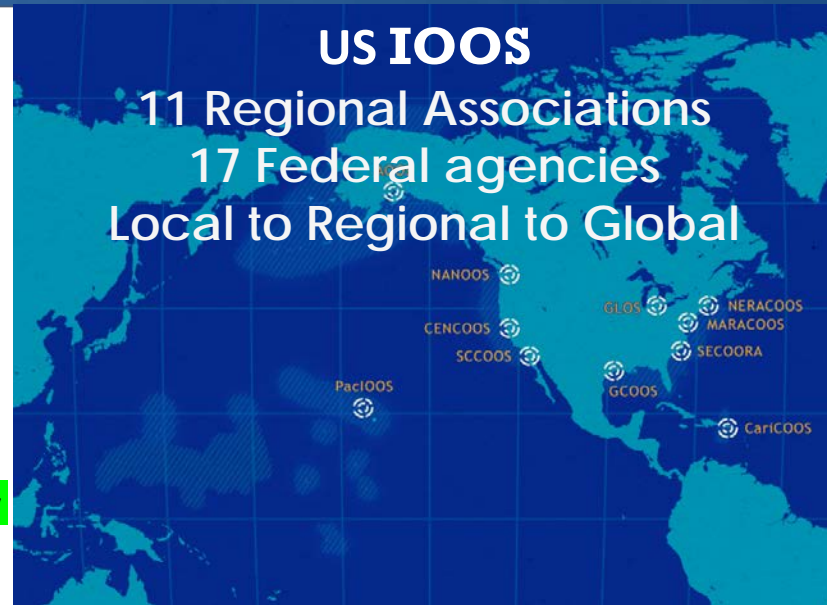 US IOOS
11 Regional Associations
17 Federal agencies
Local to Regional to Global
NANOOS
GLOS
NERACOOS
MARACOOS
CENCOOS
SCCOOS
SECOORA
GCOOS
PacIOOS
CariCOOS